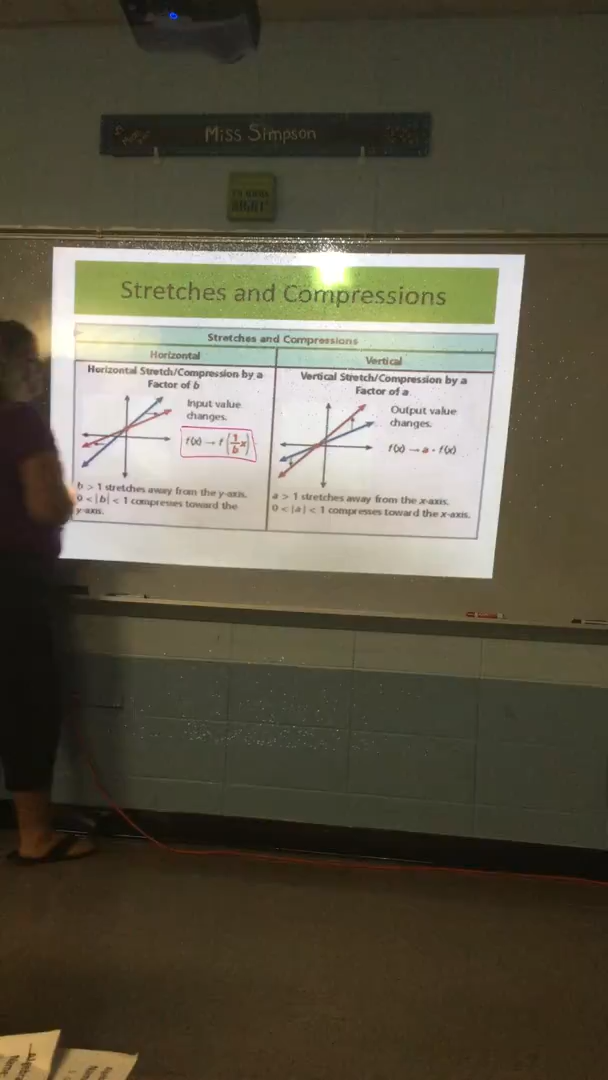 Miss Simpson
Stretches and Compressions
Stretches and Compressions
Horizontal
Vertical
Horizontal Stretch/Compression by a
Factor of b
Input value
changes.
f(x) → f(1/b x)
b > 1 stretches away from the y-axis.
0 < |b| < 1 compresses toward the
y-axis.
Vertical Stretch/Compression by a
Factor of a
Output value
changes.
f(x) → a · f(x)
a > 1 stretches away from the x-axis.
0 < |a| < 1 compresses toward the x-axis.